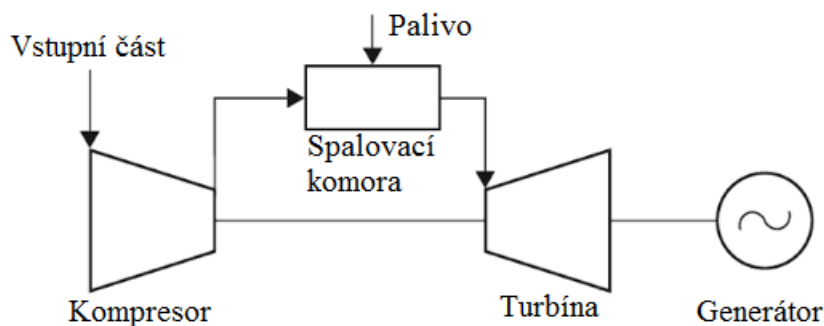 Vstupní část
Palivo
Spalovací
komora
Kompresor
Turbína
Generátor